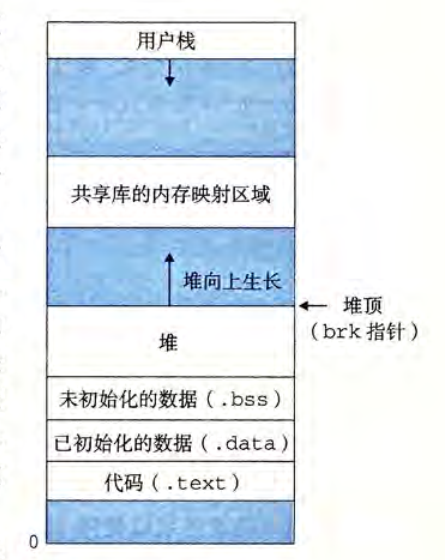 用户栈
共享库的内存映射区域
堆向上生长
堆顶
(brk 指针)
堆
未初始化的数据(.bss)
已初始化的数据(.data)
代码(.text)
0